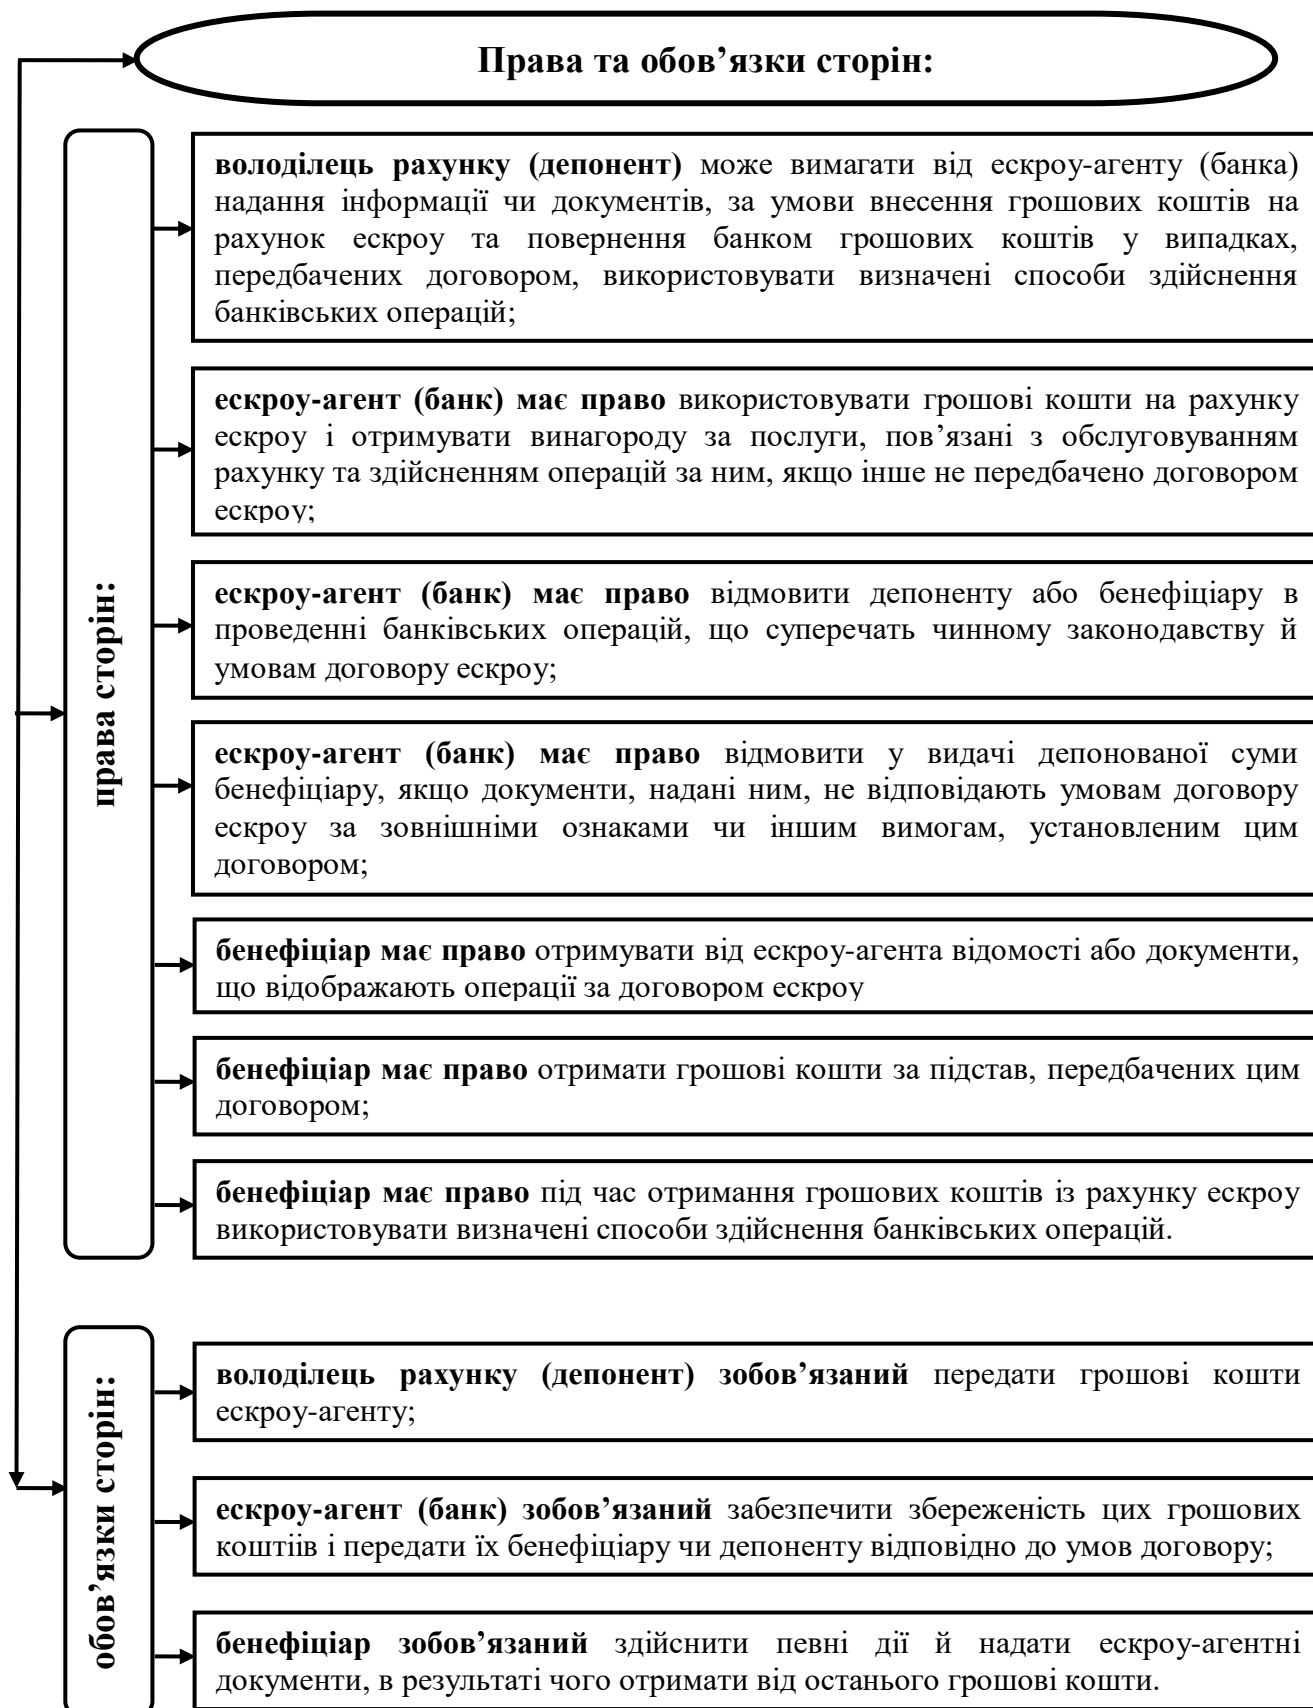 Права та обов’язки сторін:
права сторін:
володілець рахунку (депонент) може вимагати від ескроу-агенту (банка)
надання інформації чи документів, за умови внесення грошових коштів на
рахунок ескроу та повернення банком грошових коштів у випадках,
передбачених договором, використовувати визначені способи здійснення
банківських операцій;
ескроу-агент (банк) має право використовувати грошові кошти на рахунку
ескроу і отримувати винагороду за послуги, пов’язані з обслуговуванням
рахунку та здійсненням операцій за ним, якщо інше не передбачено договором
ескроу;
ескроу-агент (банк) має право відмовити депоненту або бенефіціару в
проведенні банківських операцій, що суперечать чинному законодавству й
умовам договору ескроу;
ескроу-агент (банк) має право відмовити у видачі депонованої суми
бенефіціару, якщо документи, надані ним, не відповідають умовам договору
ескроу за зовнішніми ознаками чи іншим вимогам, установленим цим
договором;
бенефіціар має право отримувати від ескроу-агента відомості або документи,
що відображають операції за договором ескроу
бенефіціар має право отримати грошові кошти за підстав, передбачених цим
договором;
бенефіціар має право під час отримання грошових коштів із рахунку ескроу
використовувати визначені способи здійснення банківських операцій.
обов’язки сторін:
володілець рахунку (депонент) зобов’язаний передати грошові кошти
ескроу-агенту;
ескроу-агент (банк) зобов’язаний забезпечити збереженість цих грошових
коштіів і передати їх бенефіціару чи депоненту відповідно до умов договору;
бенефіціар зобов’язаний здійснити певні дії й надати ескроу-агентні
документи, в результаті чого отримати від останього грошові кошти.